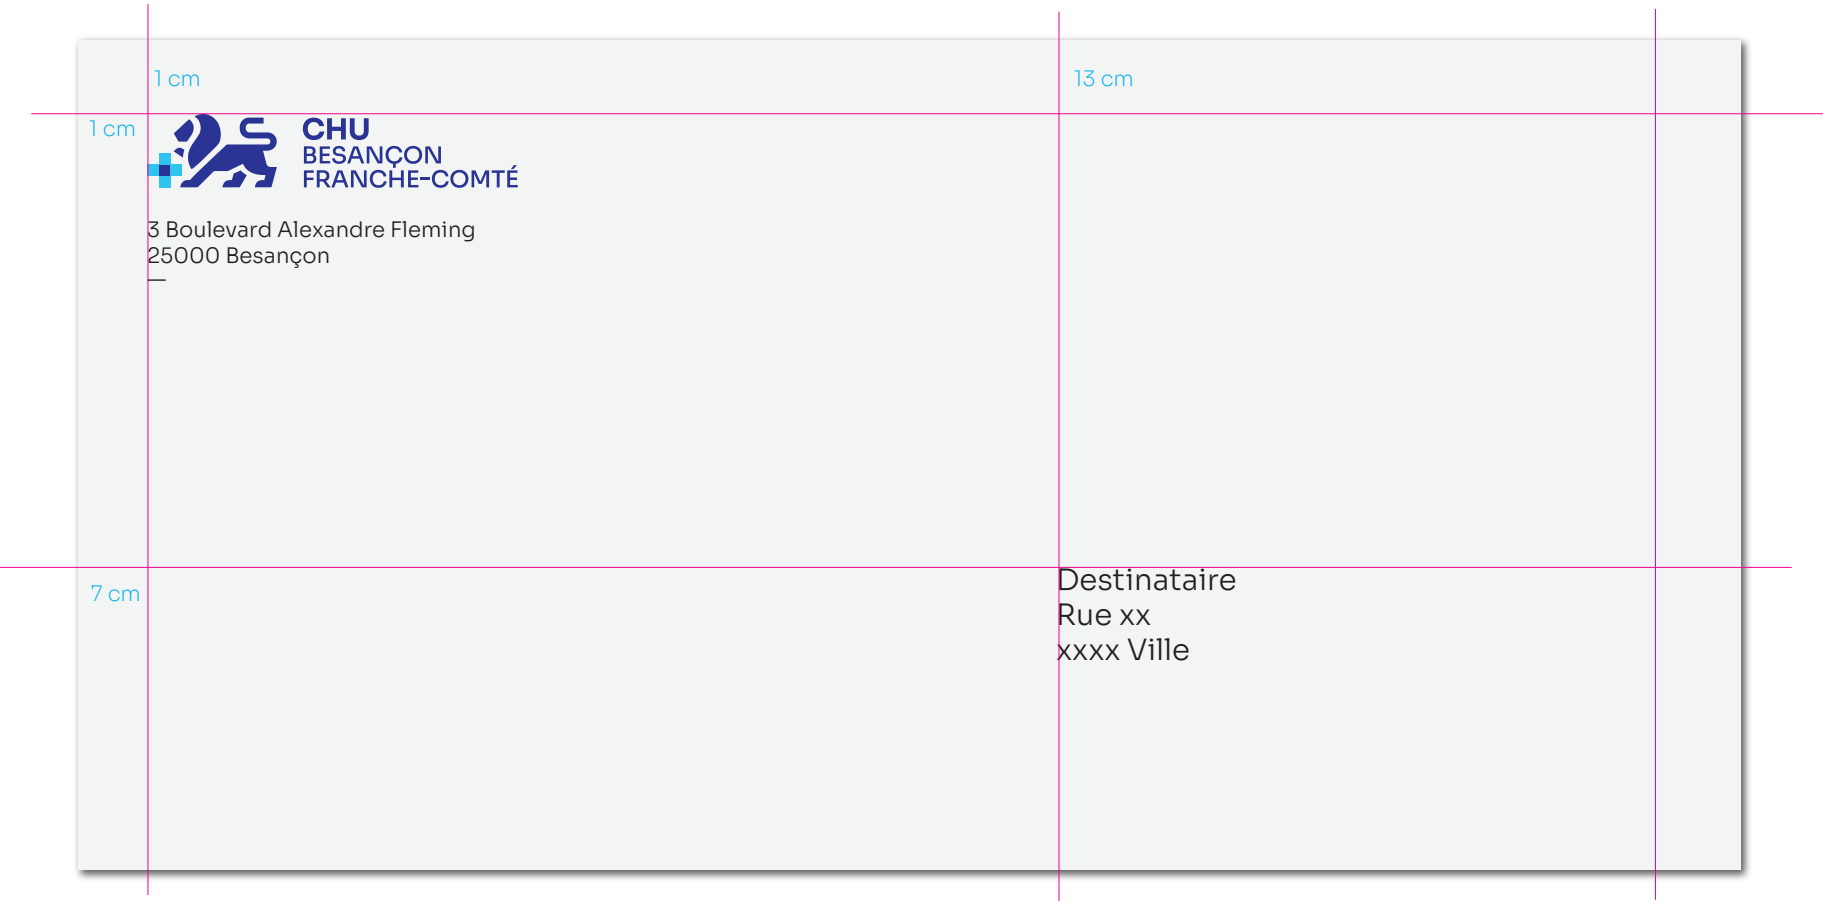 1 cm
13 cm
1 cm
CHU
BESANÇON
FRANCHE-COMTÉ
3 Boulevard Alexandre Fleming
25000 Besançon
—
7 cm
Destinataire
Rue xx
xxxx Ville